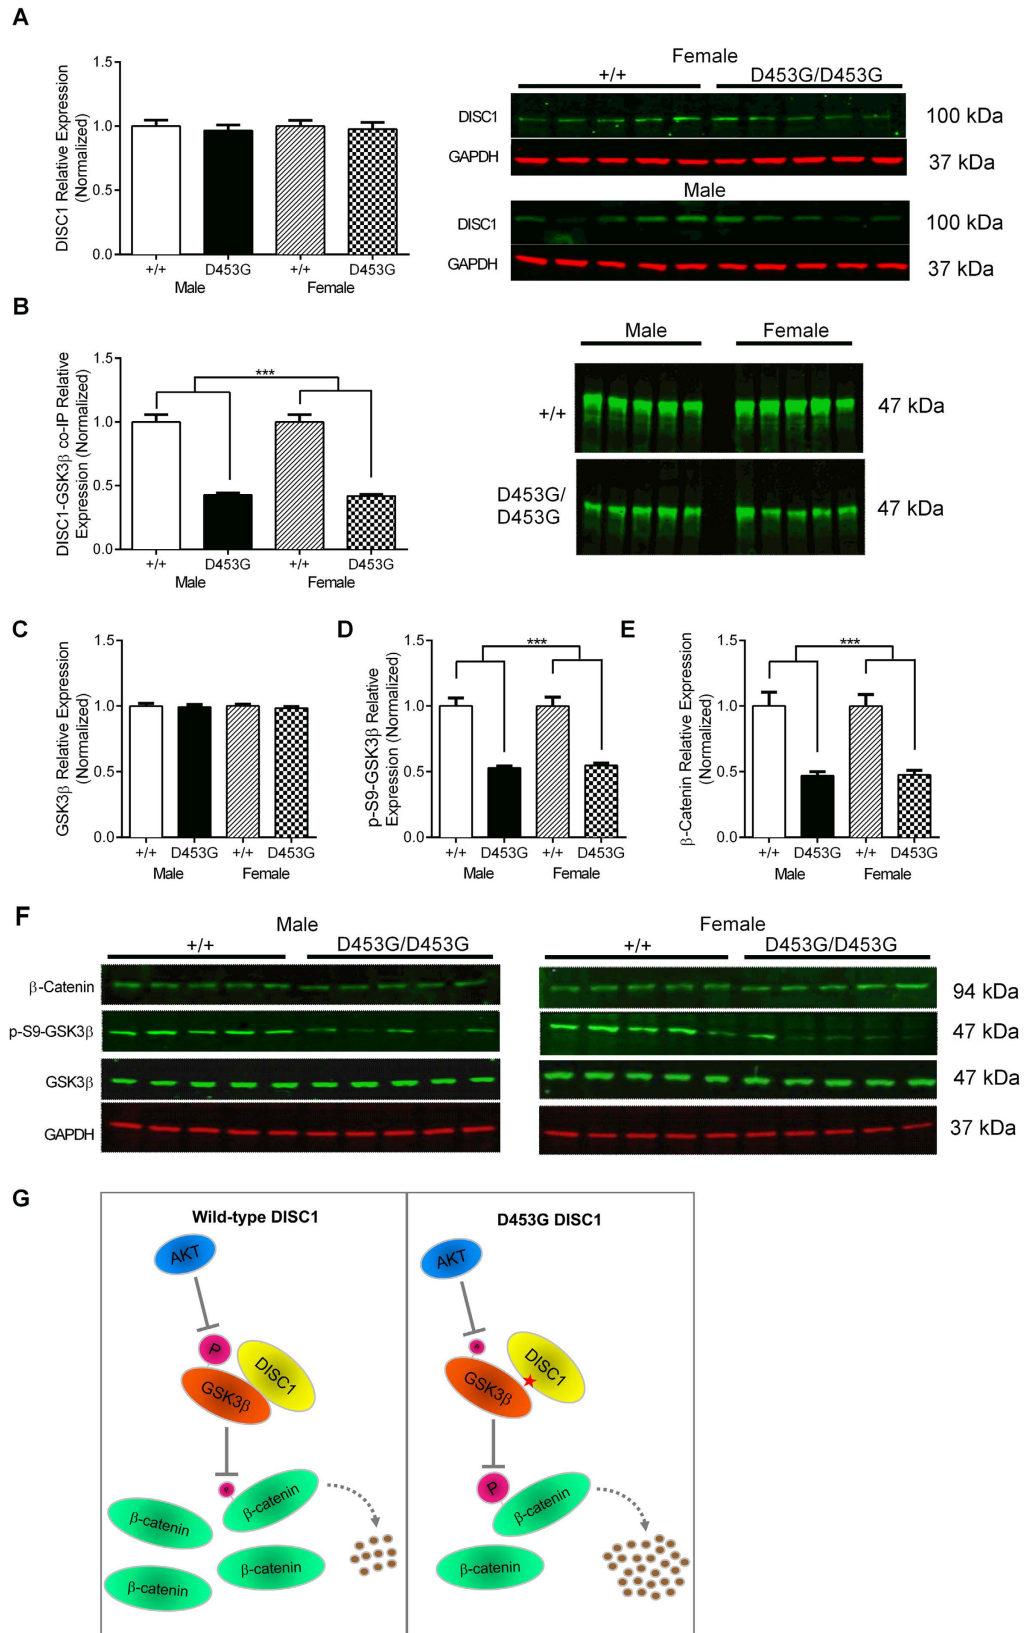 A
DISC1 Relative Expression
(Normalized)
1.5
1.0
0.5
0.0
+/+ D453G +/+ D453G
Male Female
Female
+/+ D453G/D453G
DISC1 100 kDa
GAPDH 37 kDa
Male
DISC1 100 kDa
GAPDH 37 kDa
B
DISC1-GSK3β co-IP Relative
Expression (Normalized)
1.5
1.0
0.5
0.0
***
+/+ D453G +/+ D453G
Male Female
Male Female
+/+ 47 kDa
D453G/
D453G
47 kDa
C
GSK3β Relative Expression
(Normalized)
1.5
1.0
0.5
0.0
+/+ D453G +/+ D453G
Male Female
D
p-S9-GSK3β Relative
Expression (Normalized)
1.5
1.0
0.5
0.0
***
+/+ D453G +/+ D453G
Male Female
E
β-Catenin Relative Expression
(Normalized)
1.5
1.0
0.5
0.0
***
+/+ D453G +/+ D453G
Male Female
F
Male Female
+/+ D453G/D453G +/+ D453G/D453G
β-Catenin 94 kDa
p-S9-GSK3β 47 kDa
GSK3β 47 kDa
GAPDH 37 kDa
G
Wild-type DISC1
AKT
P
DISC1
GSK3β
P
β-catenin
β-catenin
β-catenin
β-catenin
D453G DISC1
AKT
P
DISC1
GSK3β
P
β-catenin
β-catenin